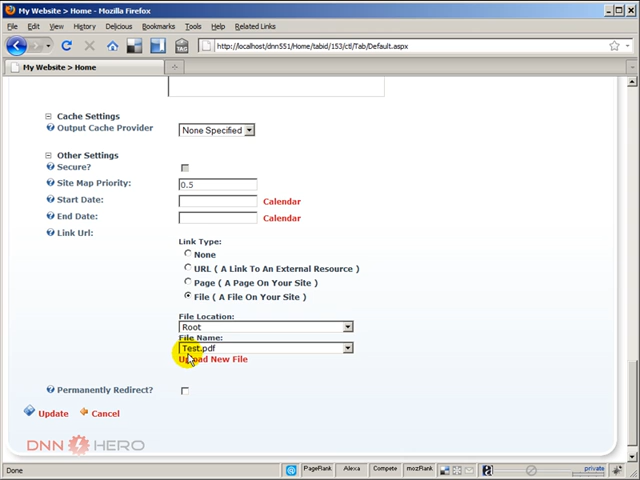 My Website > Home - Mozilla Firefox
File Edit View History Delicious Bookmarks Tools Help Related Links
TAG http://localhost/dnn551/Home/tabid/153/ctl/Tab/Default.aspx
My Website > Home
Cache Settings
Output Cache Provider None Specified
Other Settings
Secure?
Site Map Priority: 0.5
Start Date: Calendar
End Date: Calendar
Link Url:
Link Type:
None
URL ( A Link To An External Resource )
Page ( A Page On Your Site )
File ( A File On Your Site )
File Location:
Root
File Name:
Test.pdf
Upload New File
Permanently Redirect?
Update Cancel
DNN HERO
Done PageRank Alexa Compete mozRank private